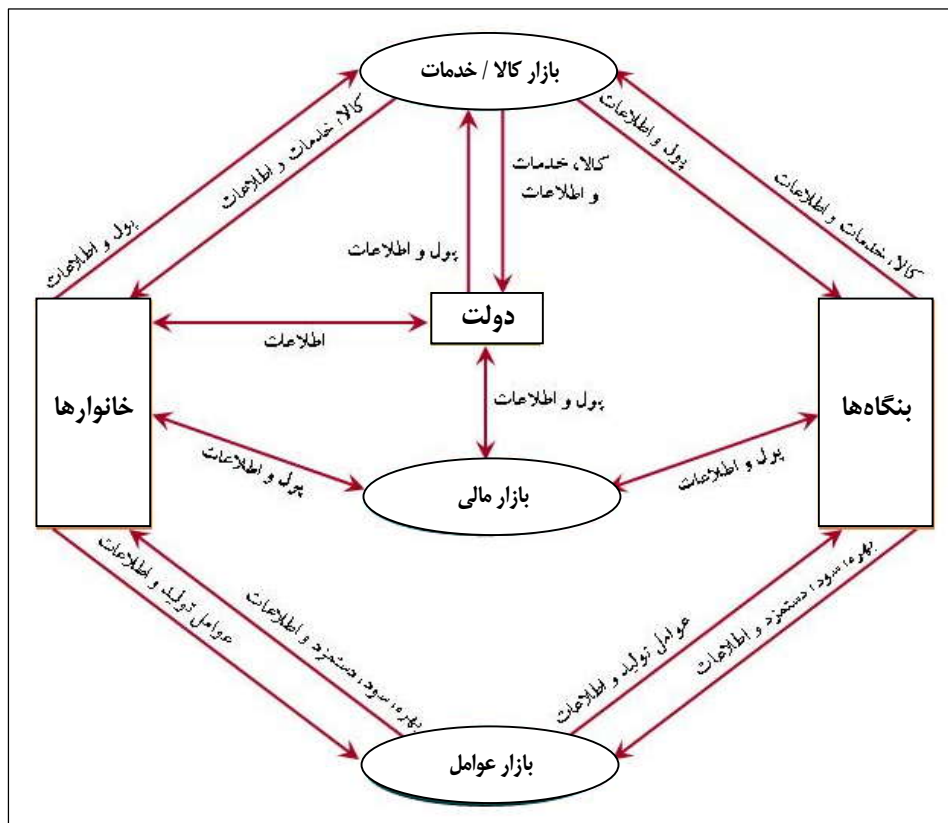 بازار کالا / خدمات
پول و اطلاعات
کالا، خدمات و اطلاعات
پول و اطلاعات
کالا، خدمات و اطلاعات
کالا، خدمات
و اطلاعات
پول و اطلاعات
دولت
اطلاعات
خانوارها
بنگاه‌ها
پول و اطلاعات
پول و اطلاعات
پول و اطلاعات
بازار مالی
عوامل تولید و اطلاعات
بهره، سود، دستمزد و اطلاعات
عوامل تولید و اطلاعات
بهره، سود، دستمزد و اطلاعات
بازار عوامل